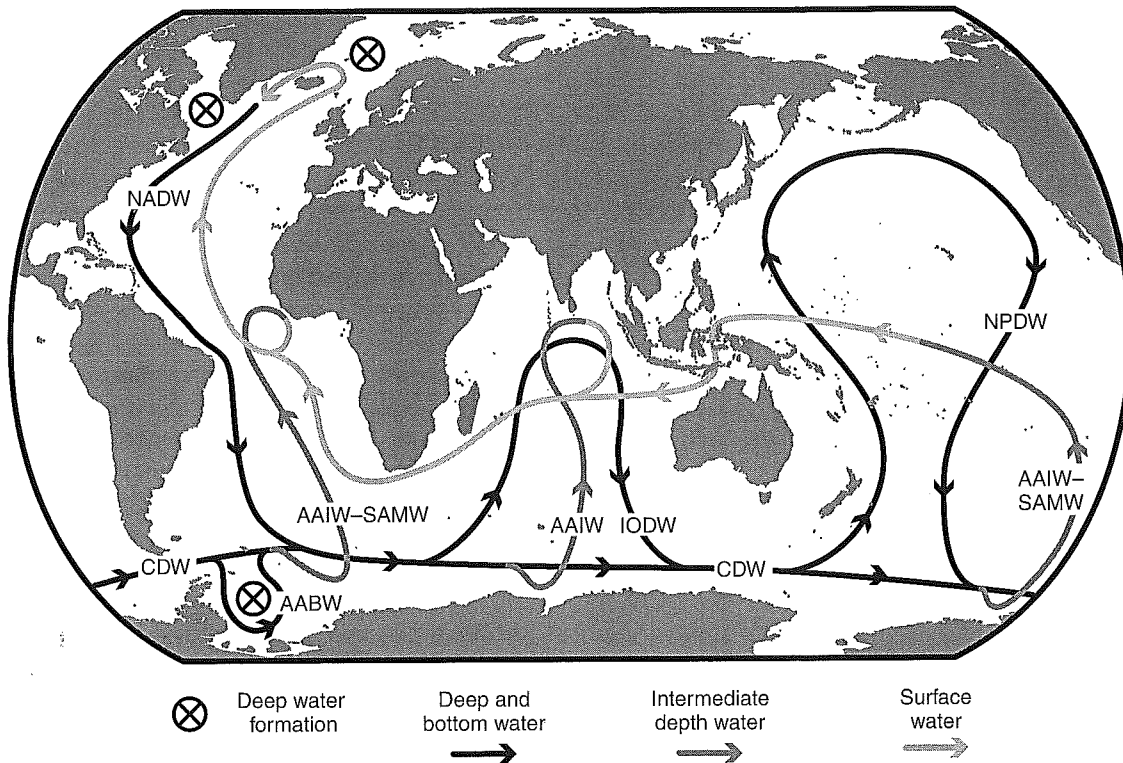 NADW
NPDW
AAIW–SAMW
AAIW
IODW
AAIW–
SAMW
CDW
CDW
AABW
Deep water
formation
Deep and
bottom water
Intermediate
depth water
Surface
water